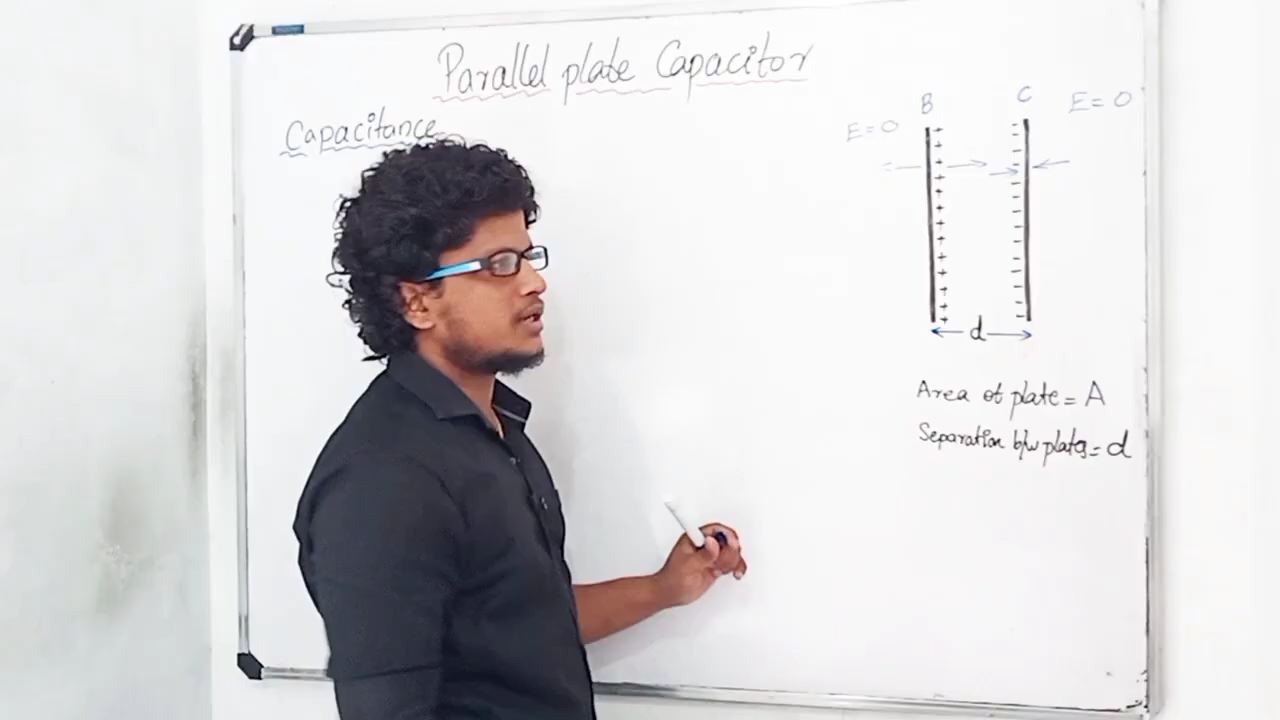 Parallel plate Capacitor
Capacitance
B
C
E=0
E=0
d
Area of plate = A
Separation b/w plates = d